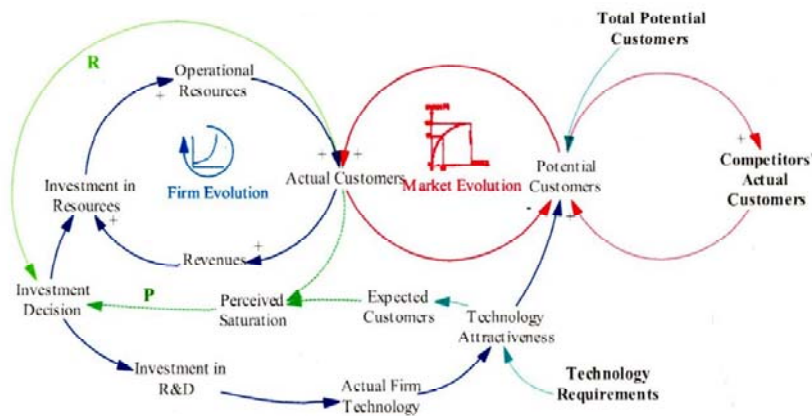 Total Potential
Customers
R
Operational
Resources
+
+
+
+
Actual Customers
Firm Evolution
Market Evolution
Potential
Customers
+
Competitors'
Actual
Customers
Investment in
Resources
+
-
+
Revenues
+
Investment
Decision
P
Perceived
Saturation
Expected
Customers
Technology
Attractiveness
Investment in
R&D
Actual Firm
Technology
Technology
Requirements